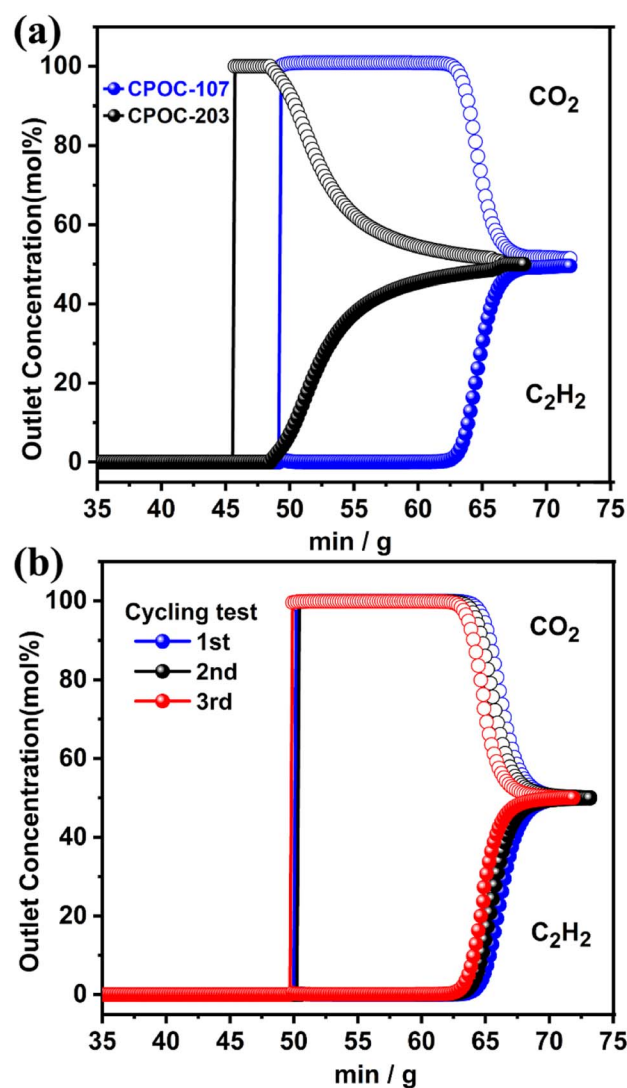 (a)
100
80
60
40
20
0
CPOC-107
CPOC-203
CO₂
C₂H₂
Outlet Concentration(mol%)
35 40 45 50 55 60 65 70 75
min / g
(b)
100
80
60
40
20
0
Cycling test
1st
2nd
3rd
CO₂
C₂H₂
Outlet Concentration(mol%)
35 40 45 50 55 60 65 70 75
min / g